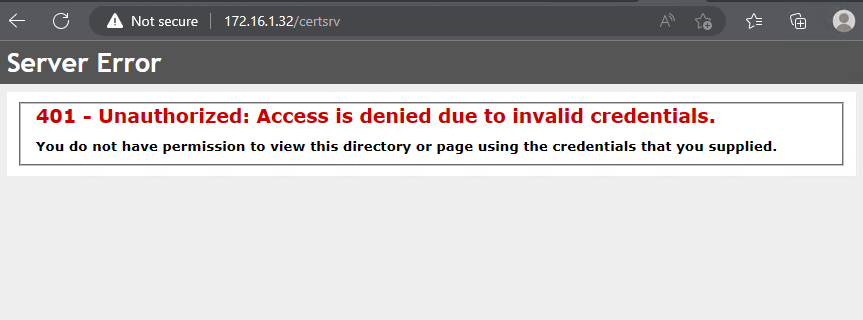 Not secure | 172.16.1.32/certsrv
Server Error
401 - Unauthorized: Access is denied due to invalid credentials.
You do not have permission to view this directory or page using the credentials that you supplied.